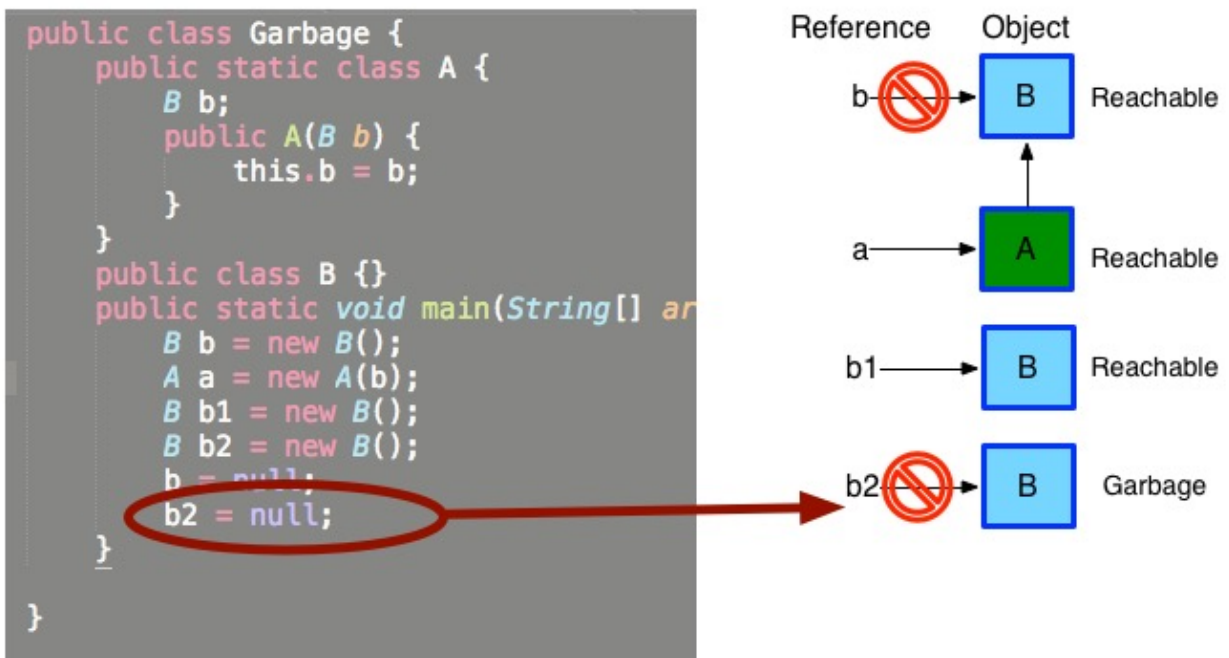 public class Garbage {
public static class A {
B b;
public A(B b) {
this.b = b;
}
}
public class B {}
public static void main(String[] ar
B b = new B();
A a = new A(b);
B b1 = new B();
B b2 = new B();
b = null;
b2 = null;
}
}
Reference Object
b B Reachable
a A Reachable
b1 B Reachable
b2 B Garbage